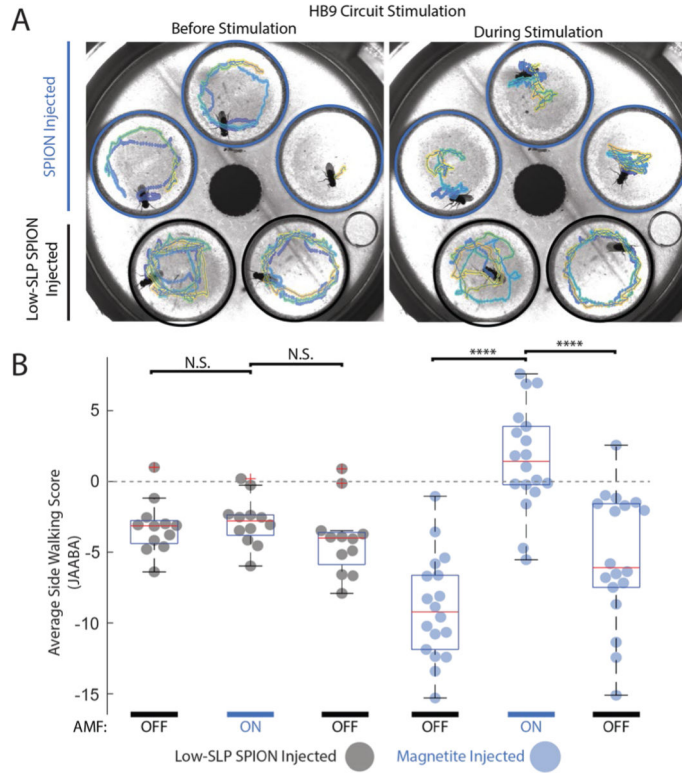 A
HB9 Circuit Stimulation
Before Stimulation
During Stimulation
SPION Injected
Low-SLP SPION
Injected
B
N.S.
N.S.
****
****
Average Side Walking Score
(JAABA)
5
0
-5
-10
-15
AMF:
OFF
ON
OFF
OFF
ON
OFF
Low-SLP SPION Injected
Magnetite Injected